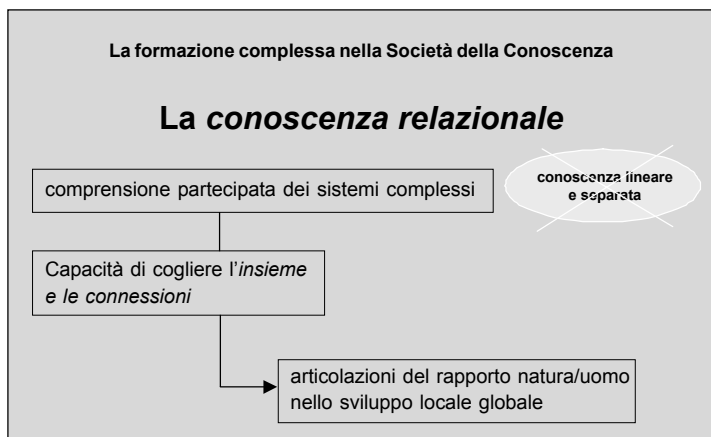 La formazione complessa nella Società della Conoscenza
La conoscenza relazionale
comprensione partecipata dei sistemi complessi
conoscenza lineare
e separata
Capacità di cogliere l'insieme
e le connessioni
articolazioni del rapporto natura/uomo
nello sviluppo locale globale